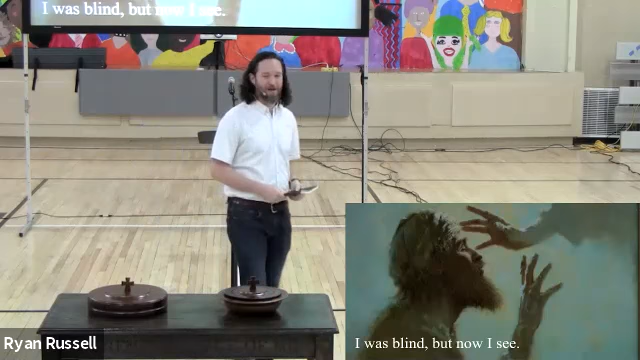 I was blind, but now I see.
Ryan Russell
I was blind, but now I see.